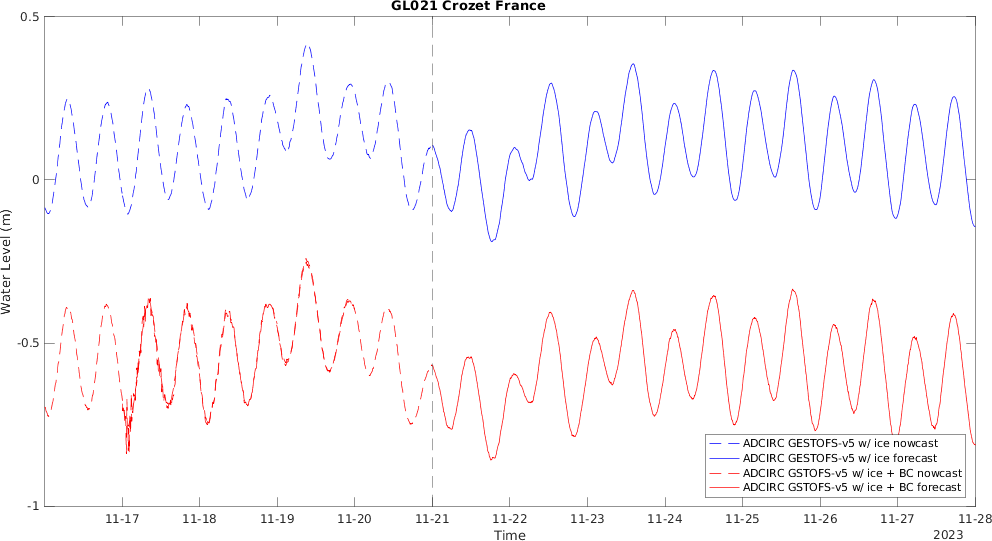 GL021 Crozet France
Water Level (m)
0.5
0
-0.5
-1
11-17 11-18 11-19 11-20 11-21 11-22 11-23 11-24 11-25 11-26 11-27 11-28
Time
2023
ADCIRC GESTOFS-v5 w/ ice nowcast
ADCIRC GESTOFS-v5 w/ ice forecast
ADCIRC GSTOFS-v5 w/ ice + BC nowcast
ADCIRC GSTOFS-v5 w/ ice + BC forecast